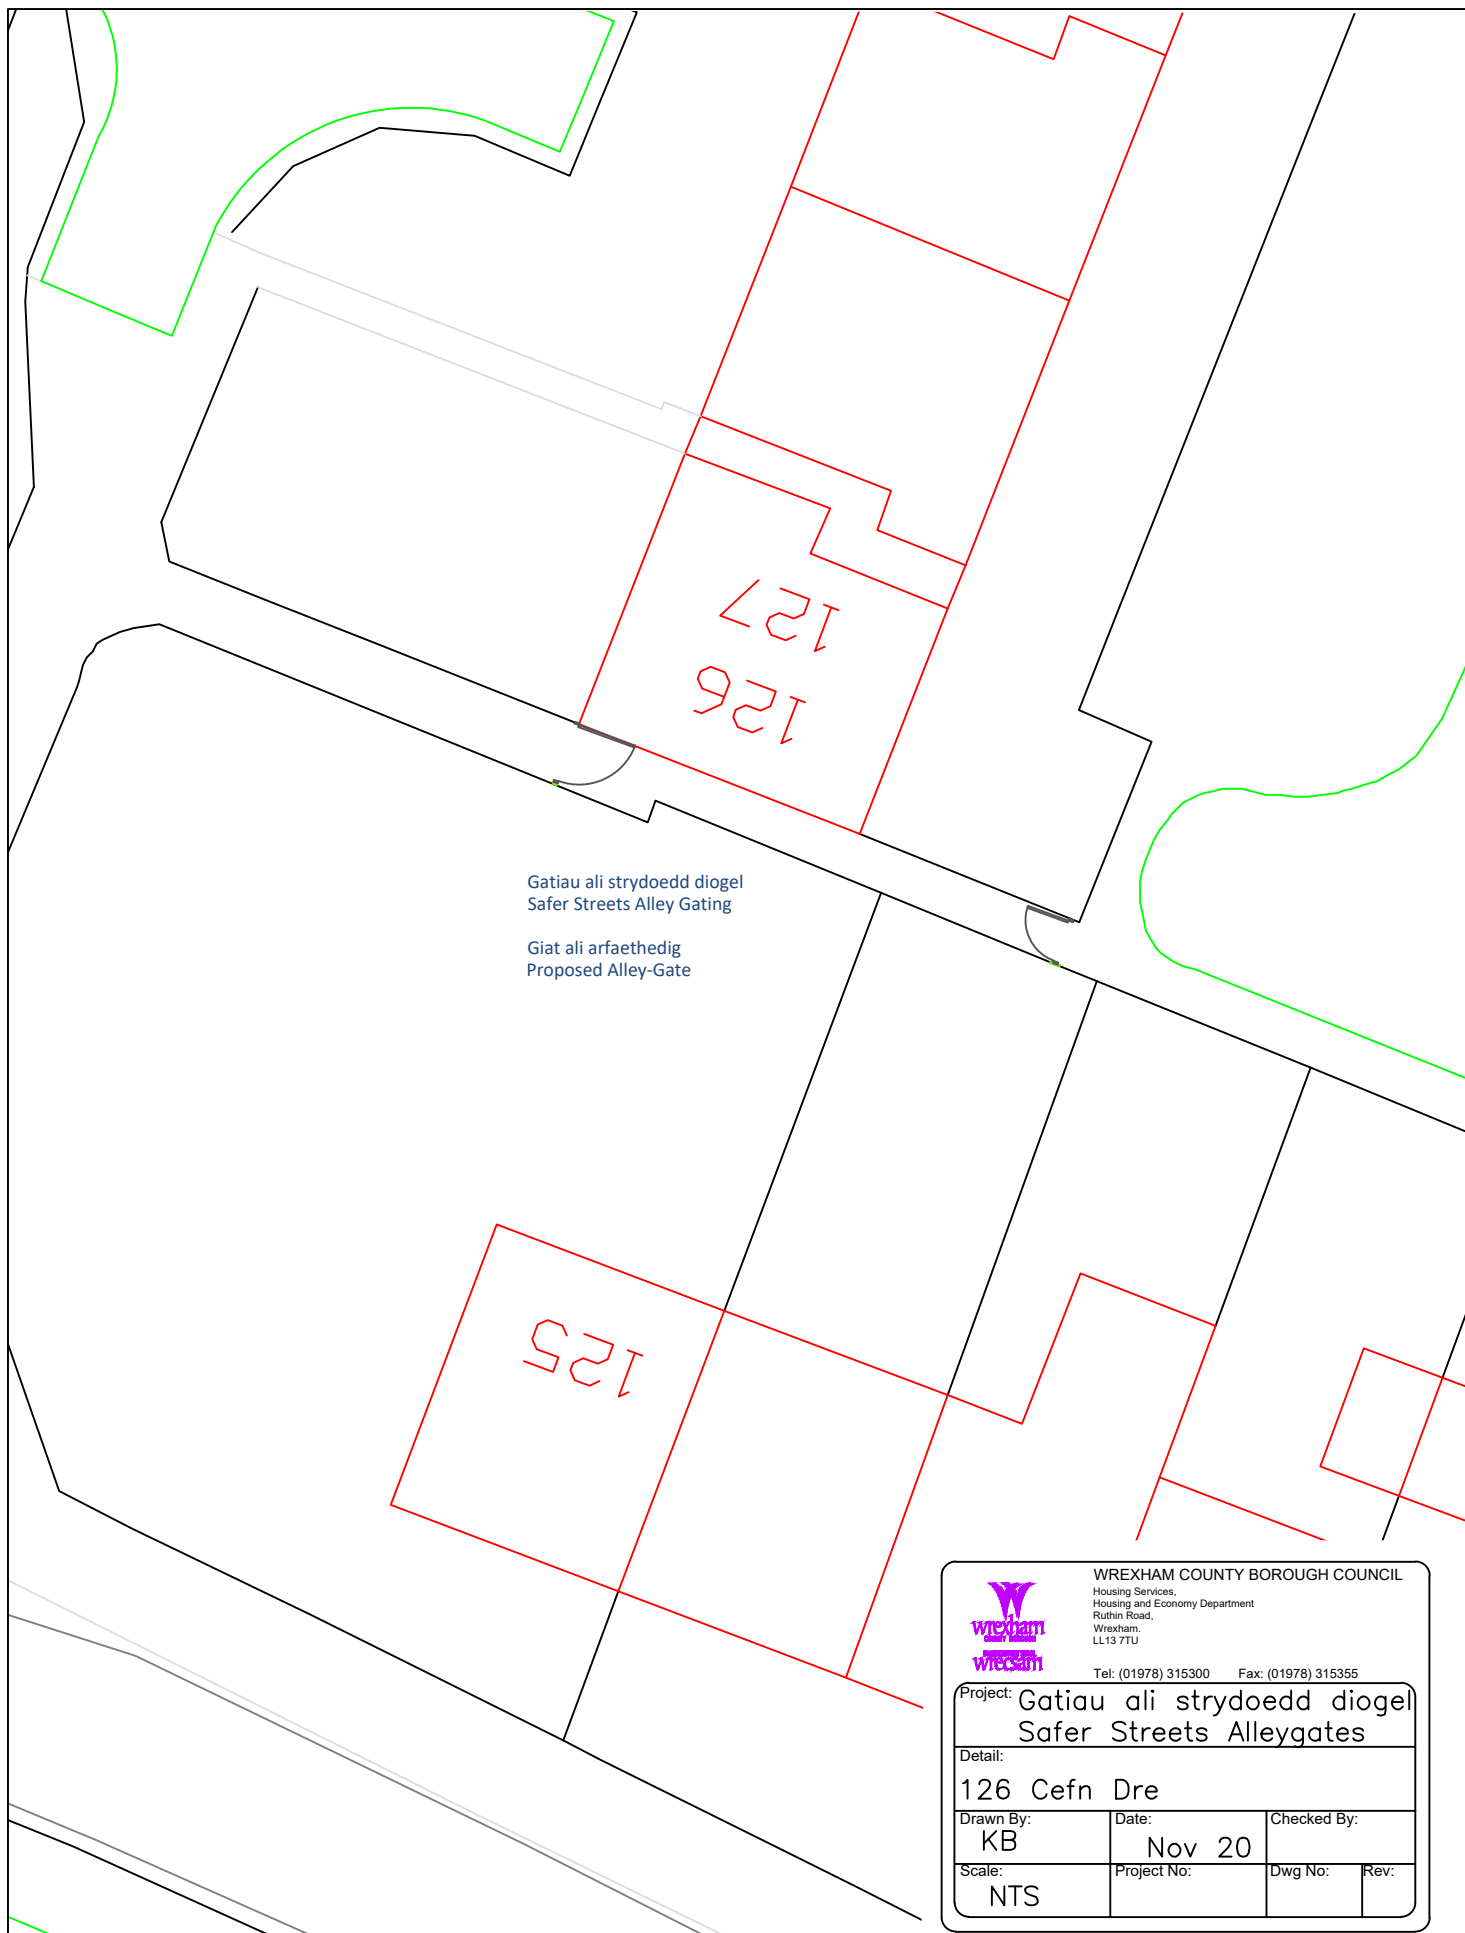 127
126
Gatiau ali strydoedd diogel
Safer Streets Alley Gating
Giat ali arfaethedig
Proposed Alley-Gate
125
WREXHAM COUNTY BOROUGH COUNCIL
Housing Services,
Housing and Economy Department
Ruthin Road,
Wrexham.
LL13 7TU
Tel: (01978) 315300 Fax: (01978) 315355
wrexham
COUNTY BOROUGH
wrecsam
Project: Gatiau ali strydoedd diogel
Safer Streets Alleygates
Detail:
126 Cefn Dre
Drawn By: KB
Date: Nov 20
Checked By:
Scale: NTS
Project No:
Dwg No:
Rev: